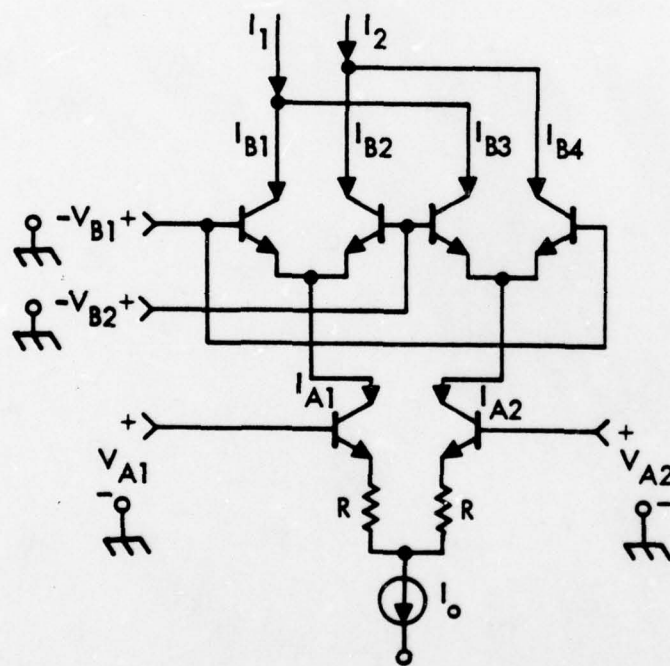 I1 I2
IB1 IB2 IB3 IB4
-VB1+
-VB2+
IA1 IA2
+ +
VA1 VA2
- -
R R
Io